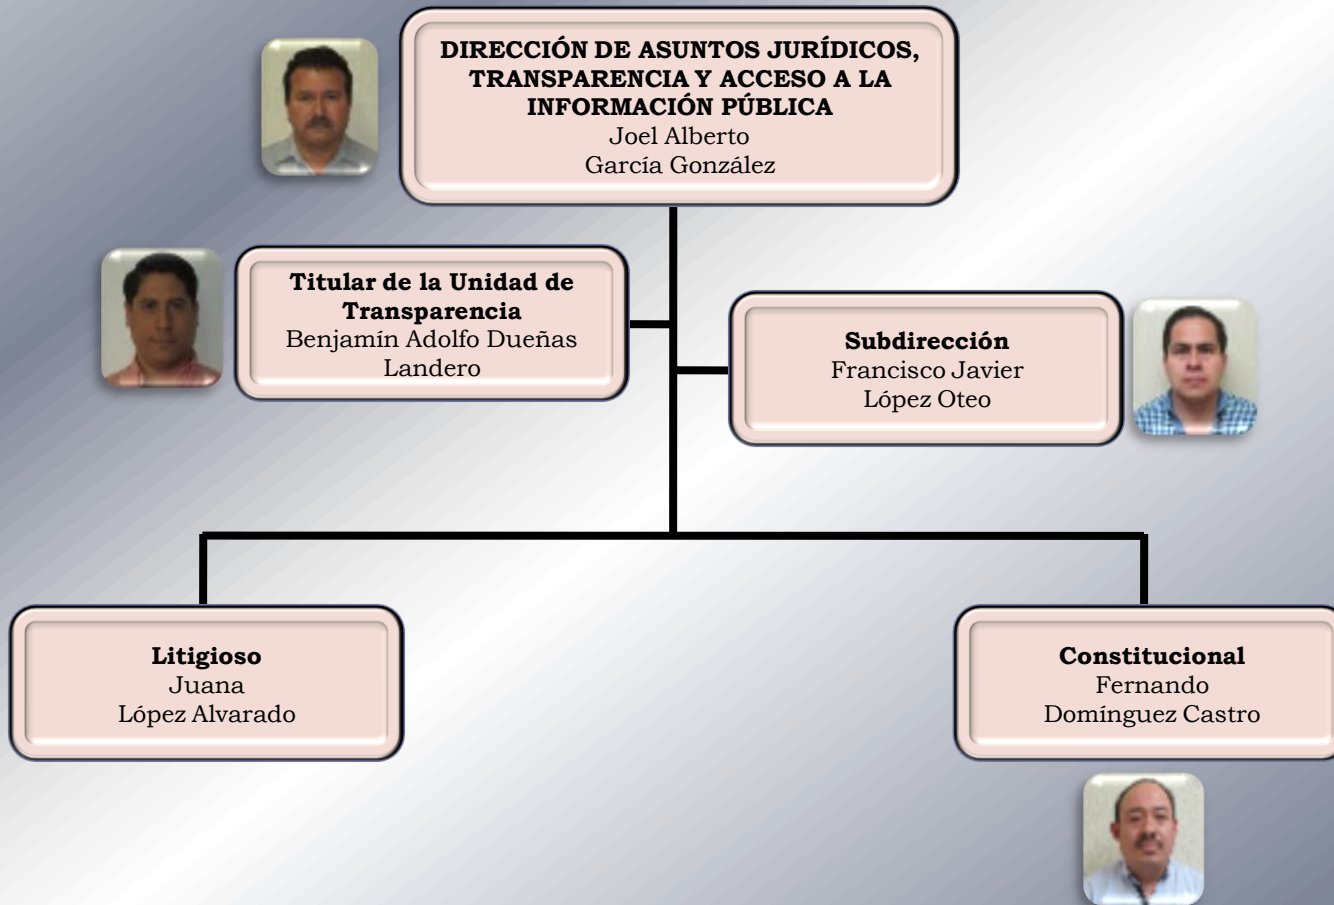 DIRECCIÓN DE ASUNTOS JURÍDICOS,
TRANSPARENCIA Y ACCESO A LA
INFORMACIÓN PÚBLICA
Joel Alberto
García González
Titular de la Unidad de
Transparencia
Benjamín Adolfo Dueñas
Landero
Subdirección
Francisco Javier
López Oteo
Litigioso
Juana
López Alvarado
Constitucional
Fernando
Domínguez Castro